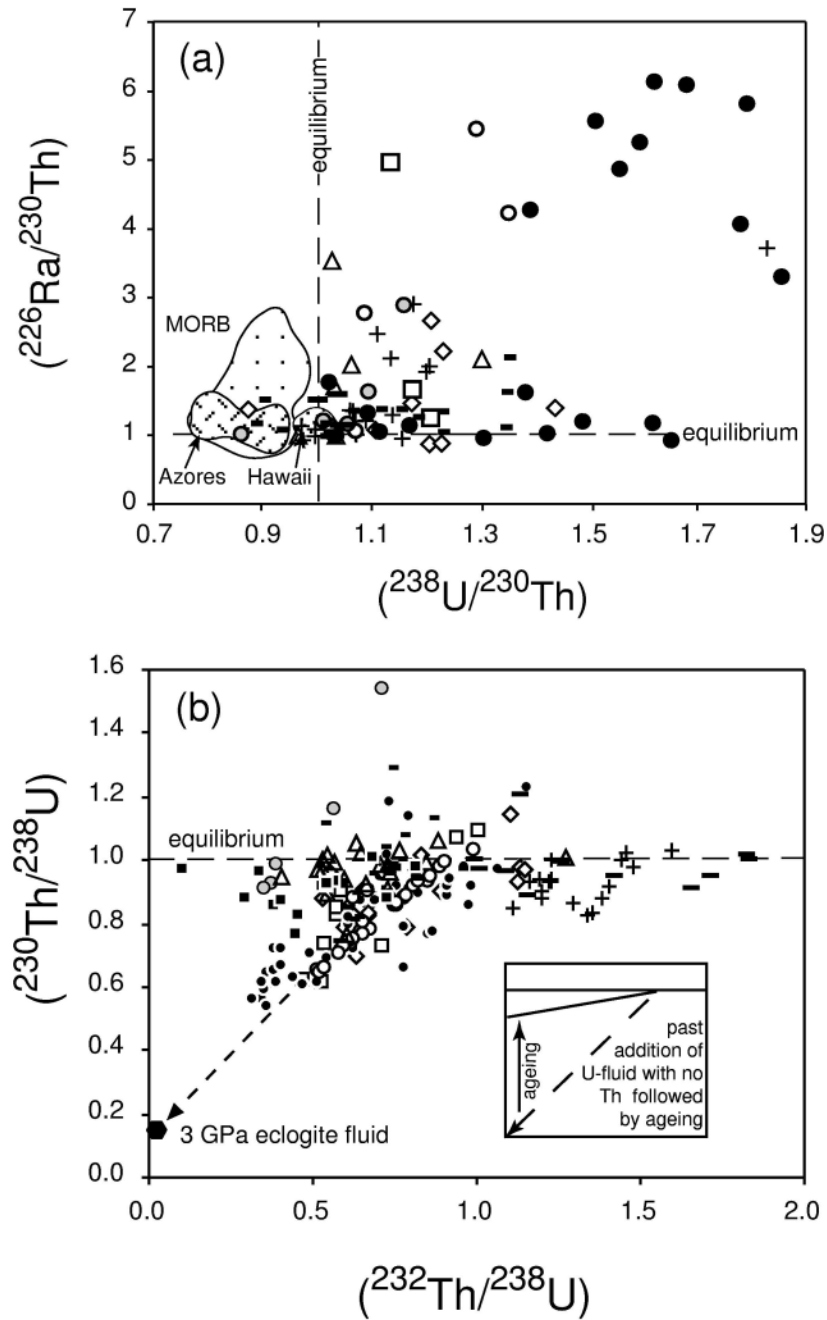 (a)
7
6
5
4
3
2
1
0
(²²⁶Ra/²³⁰Th)
equilibrium
MORB
Azores
Hawaii
equilibrium
0.7 0.9 1.1 1.3 1.5 1.7 1.9
(²³⁸U/²³⁰Th)
(b)
1.6
1.4
1.2
1.0
0.8
0.6
0.4
0.2
0.0
(²³⁰Th/²³⁸U)
equilibrium
3 GPa eclogite fluid
ageing
past
addition of
U-fluid with no
Th followed
by ageing
0.0 0.5 1.0 1.5 2.0
(²³²Th/²³⁸U)